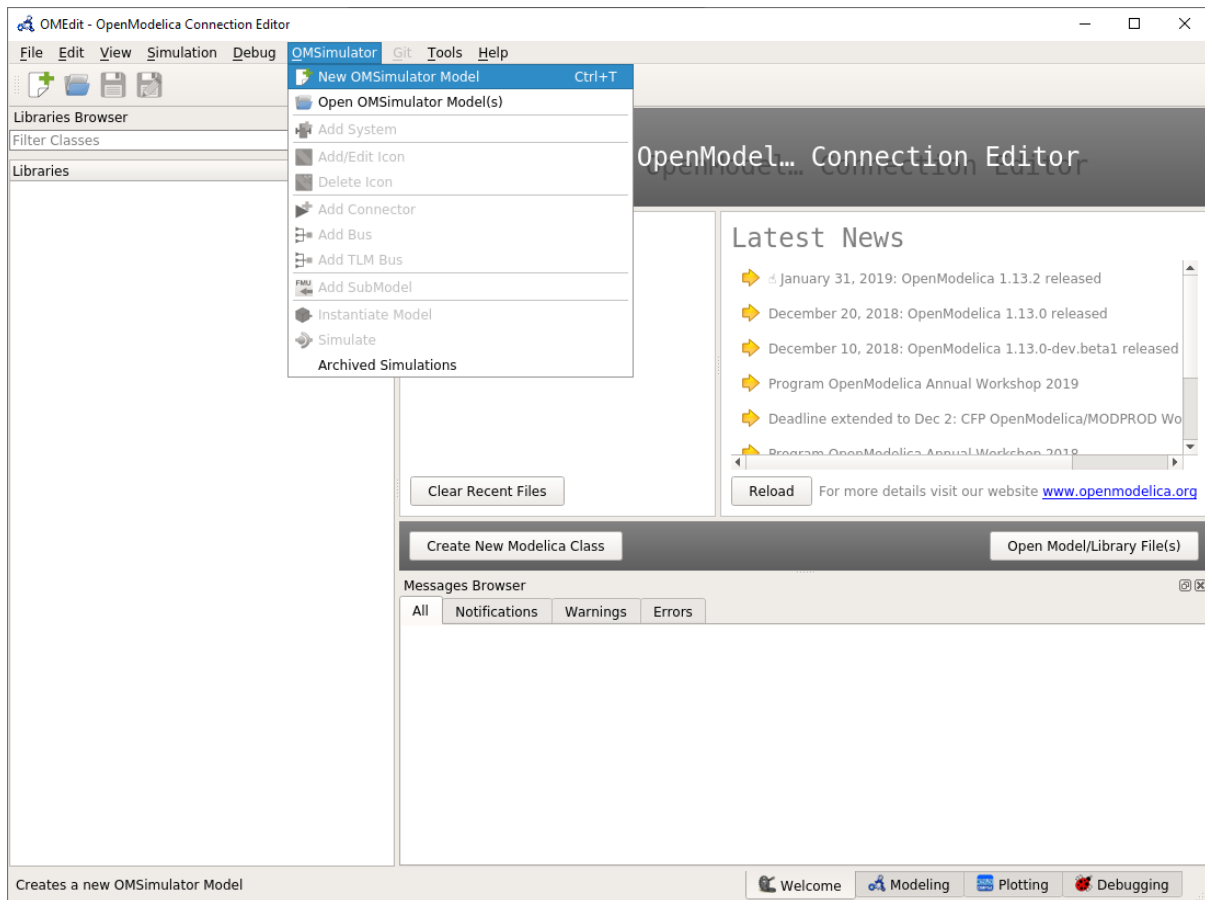 OMEdit - OpenModelica Connection Editor
File Edit View Simulation Debug OMSimulator Git Tools Help
New OMSimulator Model Ctrl+T
Open OMSimulator Model(s)
Add System
Add/Edit Icon
Delete Icon
Add Connector
Add Bus
Add TLM Bus
FMU Add SubModel
Instantiate Model
Simulate
Archived Simulations
Libraries Browser
Filter Classes
Libraries
OpenModel... Connection Editor
Latest News
January 31, 2019: OpenModelica 1.13.2 released
December 20, 2018: OpenModelica 1.13.0 released
December 10, 2018: OpenModelica 1.13.0-dev.beta1 released
Program OpenModelica Annual Workshop 2019
Deadline extended to Dec 2: CFP OpenModelica/MODPROD Wo
Program OpenModelica Annual Workshop 2018
Clear Recent Files
Reload For more details visit our website www.openmodelica.org
Create New Modelica Class
Open Model/Library File(s)
Messages Browser
All Notifications Warnings Errors
Creates a new OMSimulator Model
Welcome Modeling Plotting Debugging